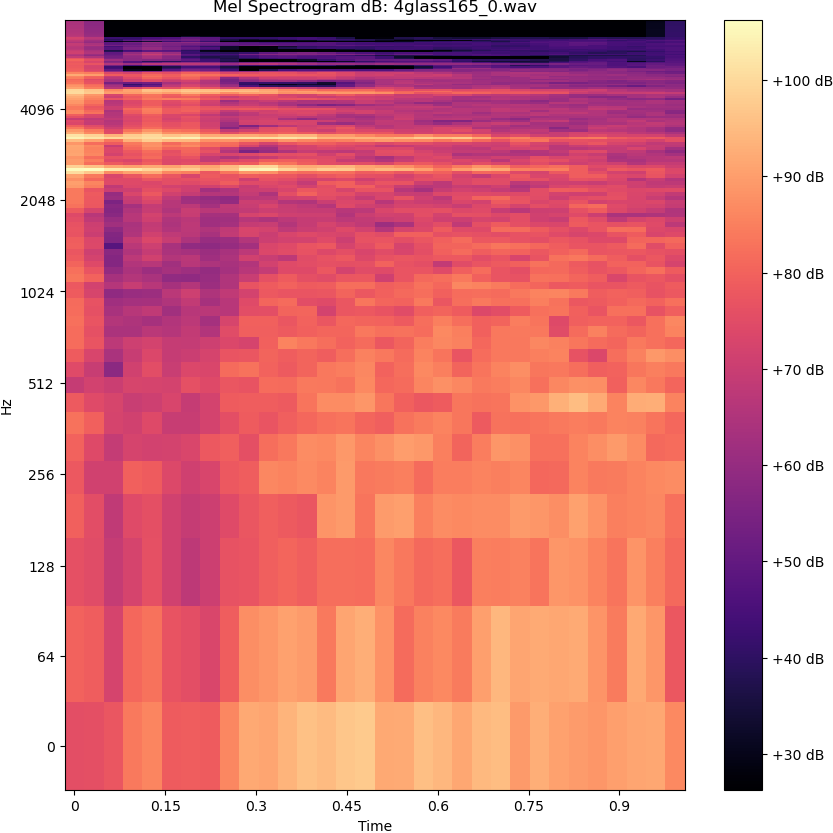 Mel Spectrogram dB: 4glass165_0.wav
4096
2048
1024
512
256
128
64
0
Hz
0 0.15 0.3 0.45 0.6 0.75 0.9
Time
+100 dB
+90 dB
+80 dB
+70 dB
+60 dB
+50 dB
+40 dB
+30 dB